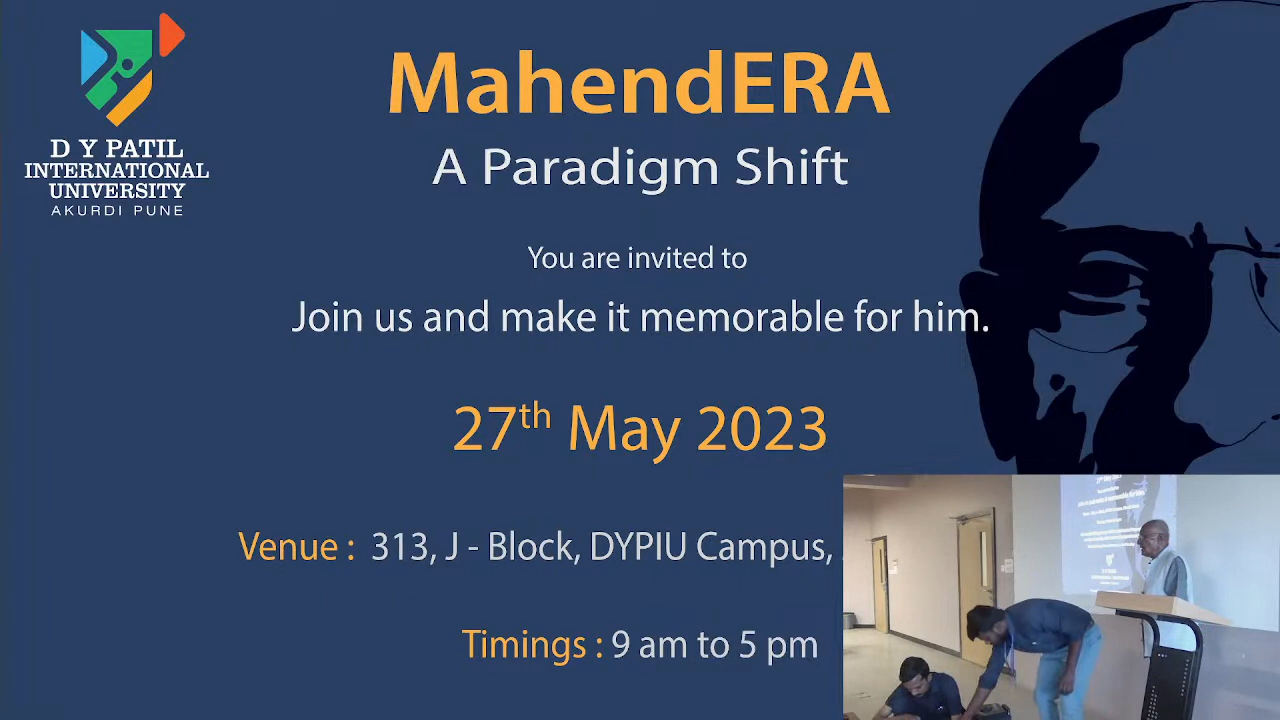 D Y PATIL
INTERNATIONAL
UNIVERSITY
AKURDI PUNE
MahendERA
A Paradigm Shift
You are invited to
Join us and make it memorable for him.
27th May 2023
Venue : 313, J - Block, DYPIU Campus,
Timings : 9 am to 5 pm